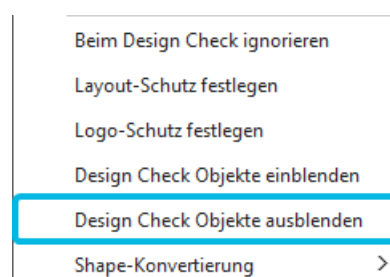 Beim Design Check ignorieren
Layout-Schutz festlegen
Logo-Schutz festlegen
Design Check Objekte einblenden
Design Check Objekte ausblenden
Shape-Konvertierung